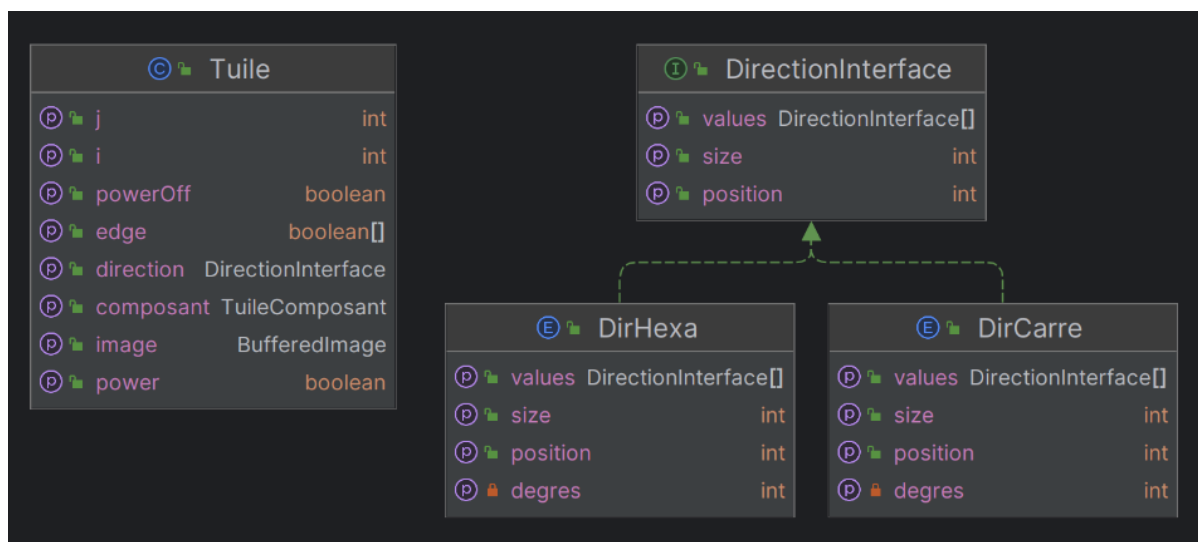 Tuile
j int
i int
powerOff boolean
edge boolean[]
direction DirectionInterface
composant TuileComposant
image BufferedImage
power boolean
DirectionInterface
values DirectionInterface[]
size int
position int
DirHexa
values DirectionInterface[]
size int
position int
degres int
DirCarre
values DirectionInterface[]
size int
position int
degres int